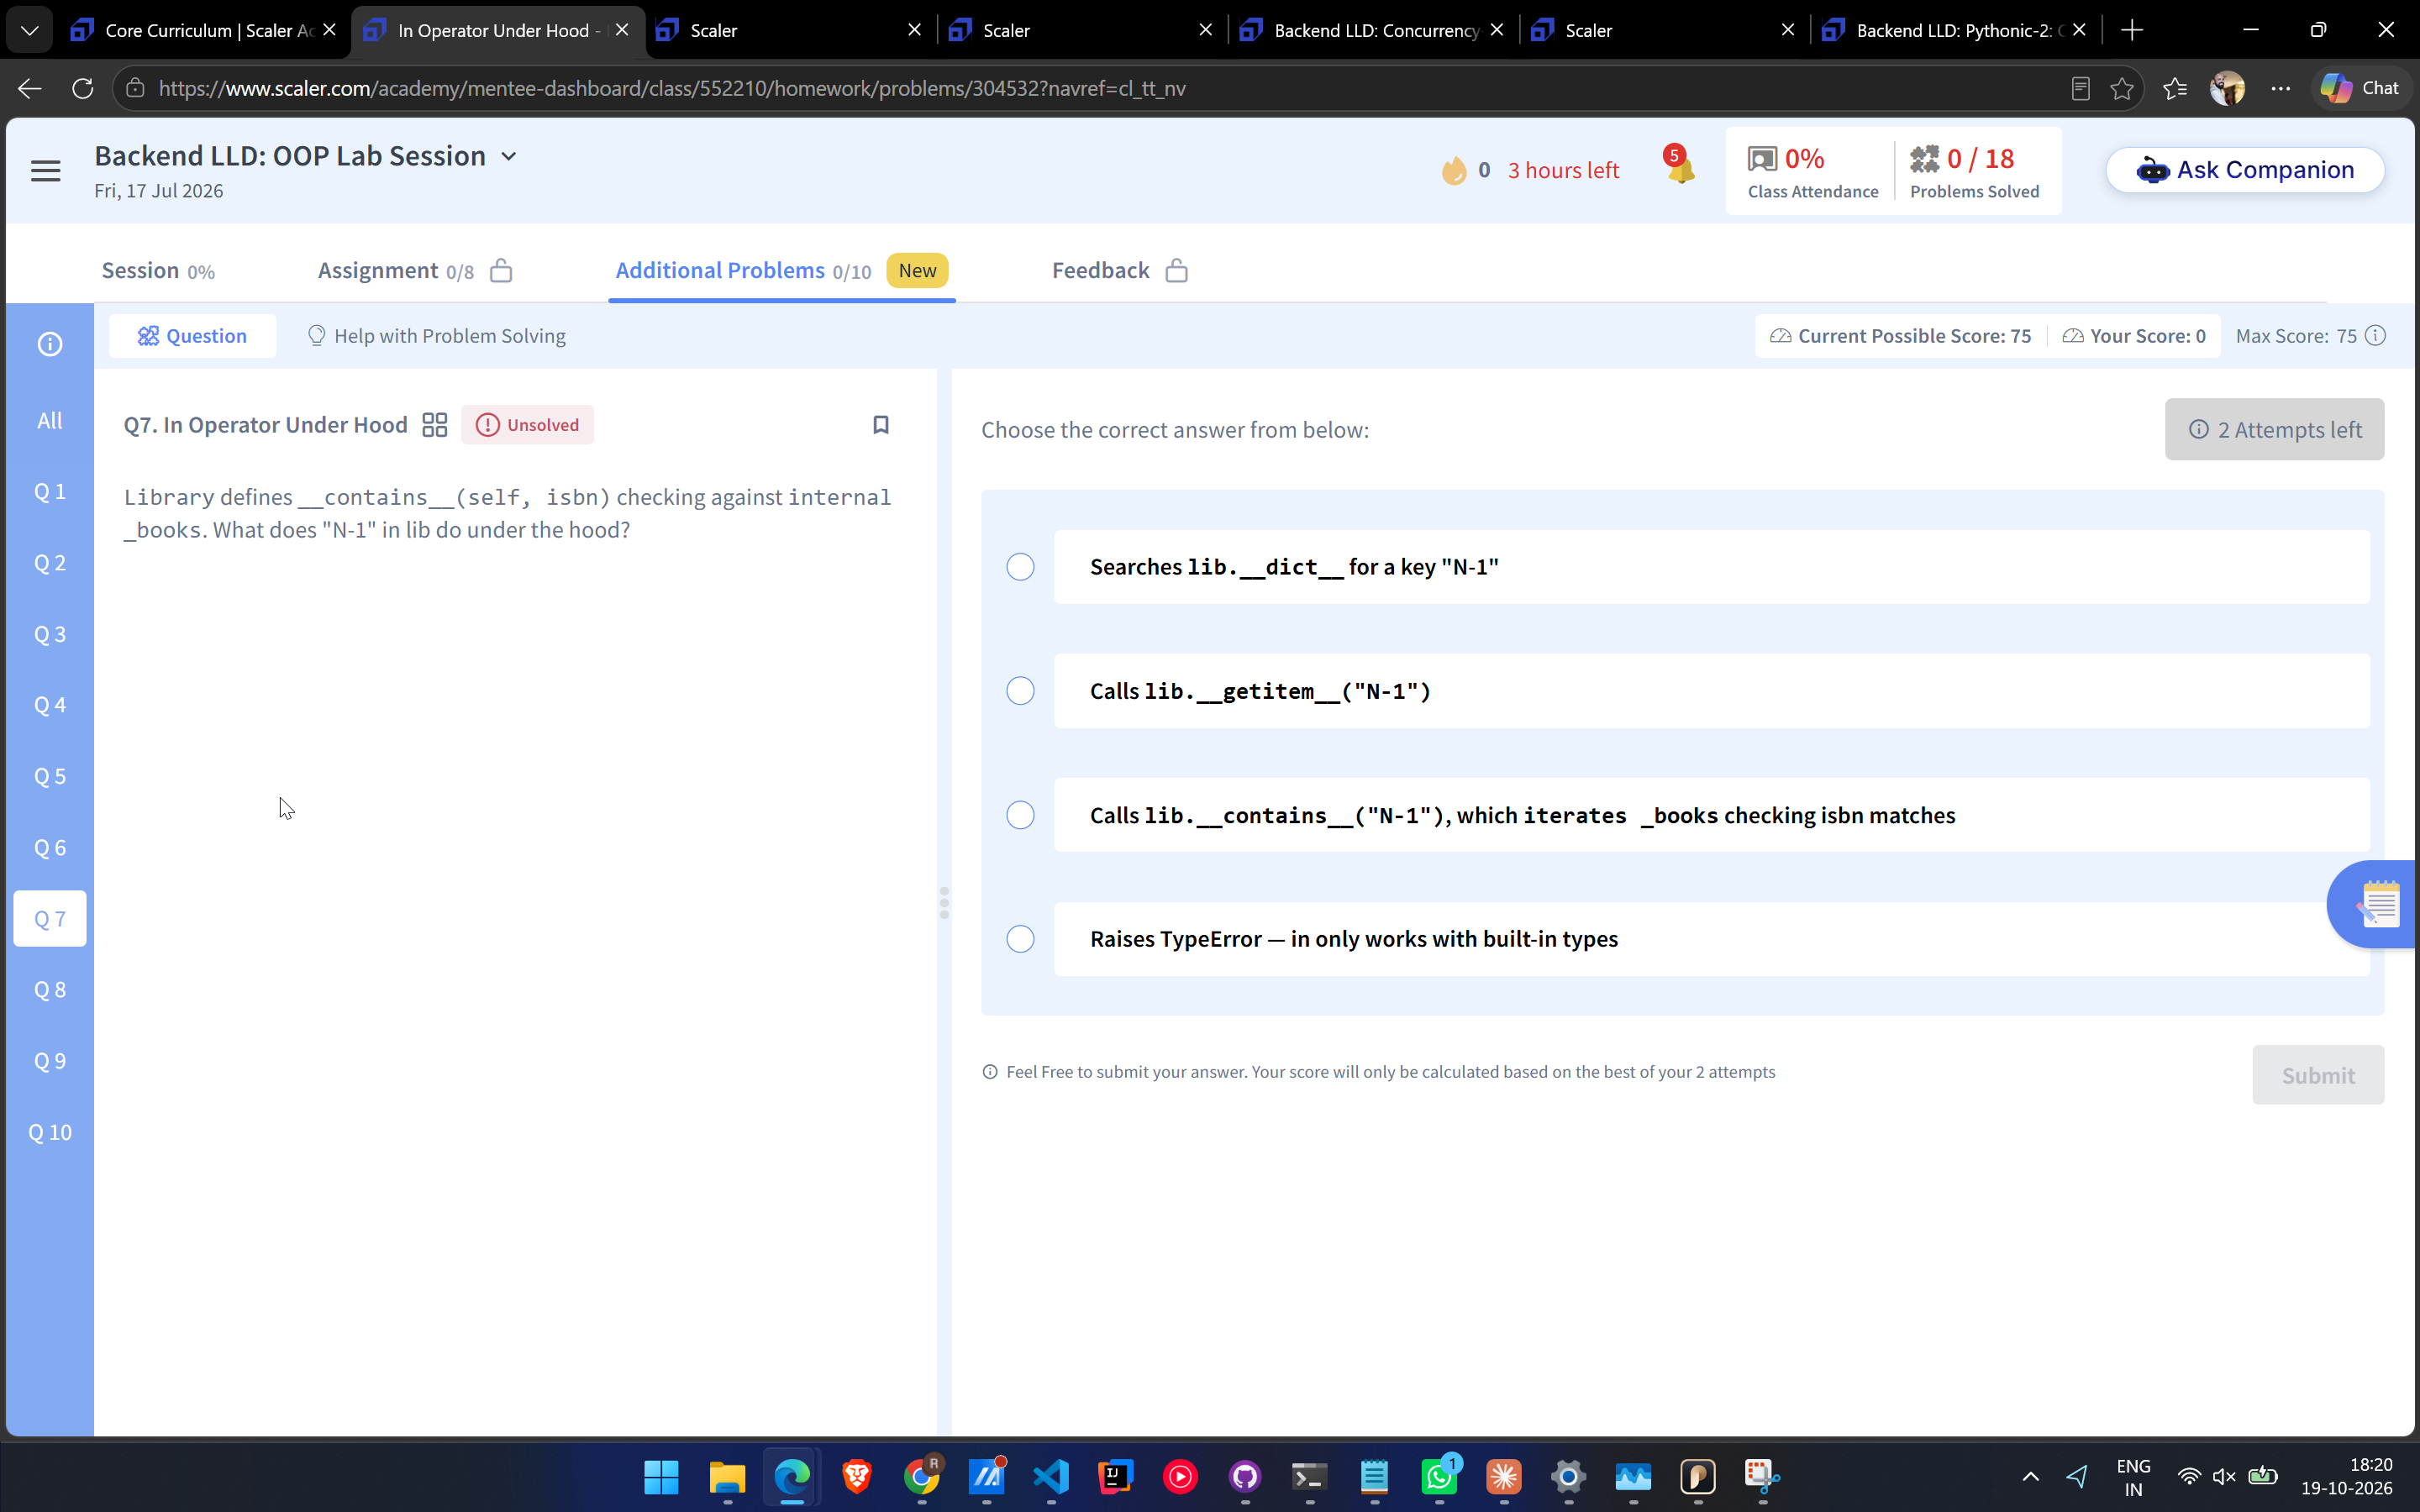 Core Curriculum | Scaler Ac
In Operator Under Hood -
Scaler
Scaler
Backend LLD: Concurrency
Scaler
Backend LLD: Pythonic-2: C
https://www.scaler.com/academy/mentee-dashboard/class/552210/homework/problems/304532?navref=cl_tt_nv
Chat
Backend LLD: OOP Lab Session
Fri, 17 Jul 2026
0
3 hours left
5
0%
Class Attendance
0 / 18
Problems Solved
Ask Companion
Session 0%
Assignment 0/8
Additional Problems 0/10
New
Feedback
Question
Help with Problem Solving
Current Possible Score: 75
Your Score: 0
Max Score: 75
All
Q 1
Q 2
Q 3
Q 4
Q 5
Q 6
Q 7
Q 8
Q 9
Q 10
Q7. In Operator Under Hood
Unsolved
Library defines __contains__(self, isbn) checking against internal
_books. What does "N-1" in lib do under the hood?
Choose the correct answer from below:
2 Attempts left
Searches lib.__dict__ for a key "N-1"
Calls lib.__getitem__("N-1")
Calls lib.__contains__("N-1"), which iterates _books checking isbn matches
Raises TypeError — in only works with built-in types
Feel Free to submit your answer. Your score will only be calculated based on the best of your 2 attempts
Submit
R
IJ
1
ENG
IN
18:20
19-10-2026